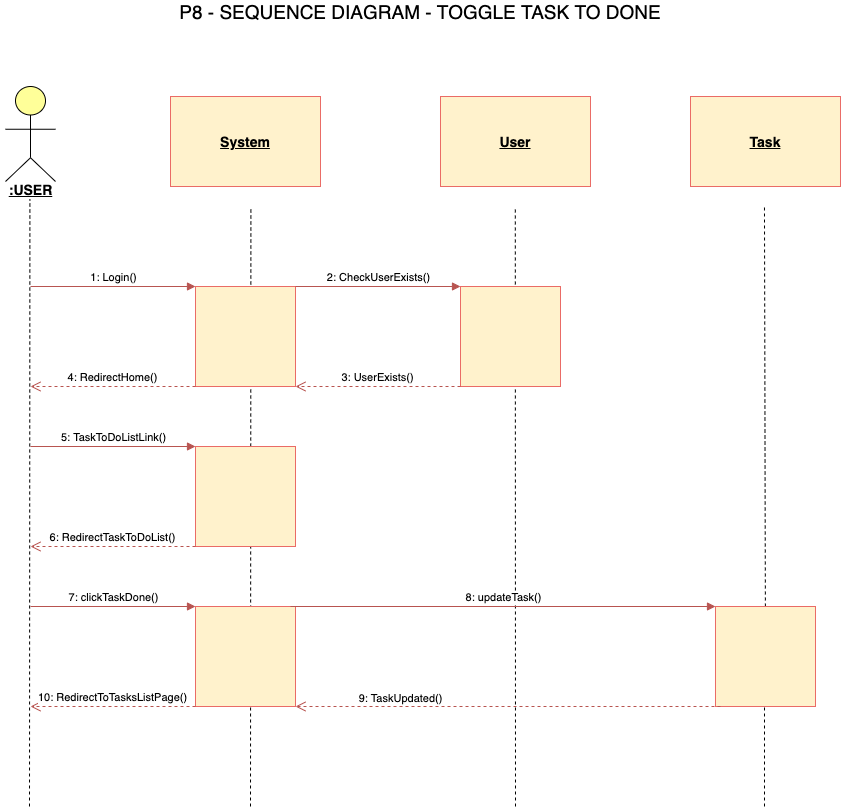 P8 - SEQUENCE DIAGRAM - TOGGLE TASK TO DONE
System
User
Task
:USER
1: Login()
2: CheckUserExists()
4: RedirectHome()
3: UserExists()
5: TaskToDoListLink()
6: RedirectTaskToDoList()
7: clickTaskDone()
8: updateTask()
10: RedirectToTasksListPage()
9: TaskUpdated()